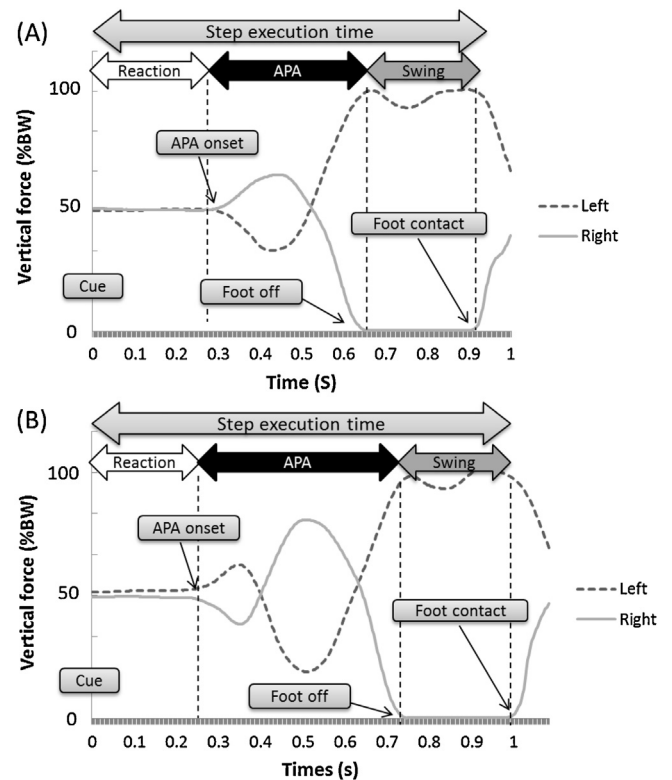 (A)
Step execution time
Reaction
APA
Swing
Vertical force (%BW)
100
50
0
APA onset
Foot contact
Cue
Foot off
Left
Right
0 0.1 0.2 0.3 0.4 0.5 0.6 0.7 0.8 0.9 1
Time (S)
(B)
Step execution time
Reaction
APA
Swing
Vertical force (%BW)
100
50
0
APA onset
Foot contact
Cue
Foot off
Left
Right
0 0.1 0.2 0.3 0.4 0.5 0.6 0.7 0.8 0.9 1
Times (s)